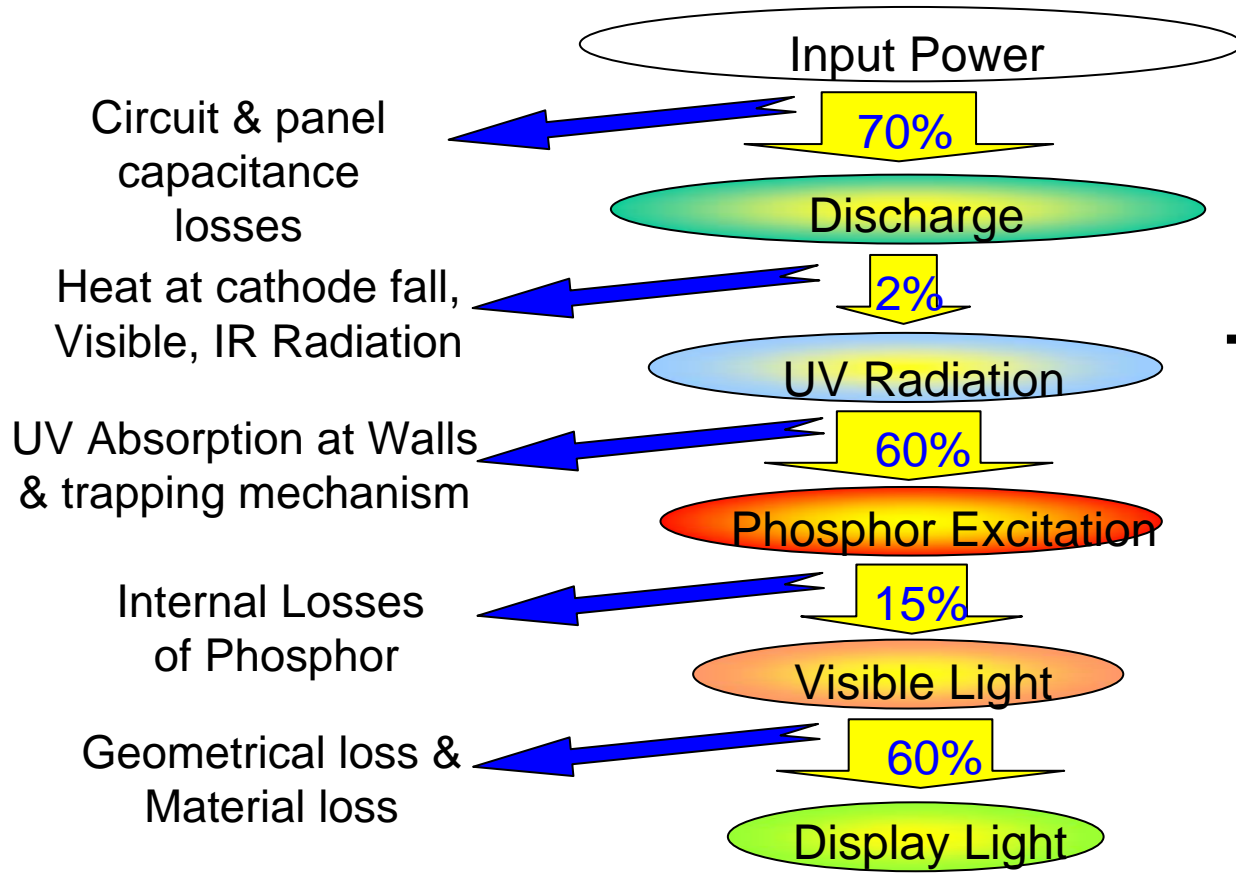 Input Power
Circuit & panel
capacitance
losses
70%
Discharge
Heat at cathode fall,
Visible, IR Radiation
2%
UV Radiation
UV Absorption at Walls
& trapping mechanism
60%
Phosphor Excitation
Internal Losses
of Phosphor
15%
Visible Light
Geometrical loss &
Material loss
60%
Display Light